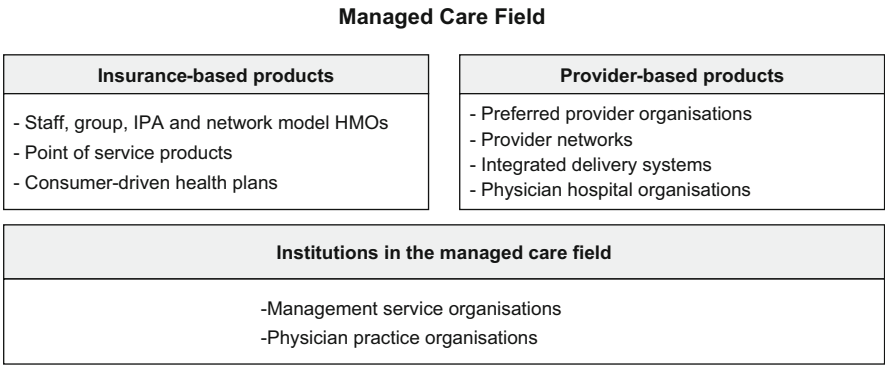 Managed Care Field
Insurance-based products
- Staff, group, IPA and network model HMOs
- Point of service products
- Consumer-driven health plans
Provider-based products
- Preferred provider organisations
- Provider networks
- Integrated delivery systems
- Physician hospital organisations
Institutions in the managed care field
-Management service organisations
-Physician practice organisations